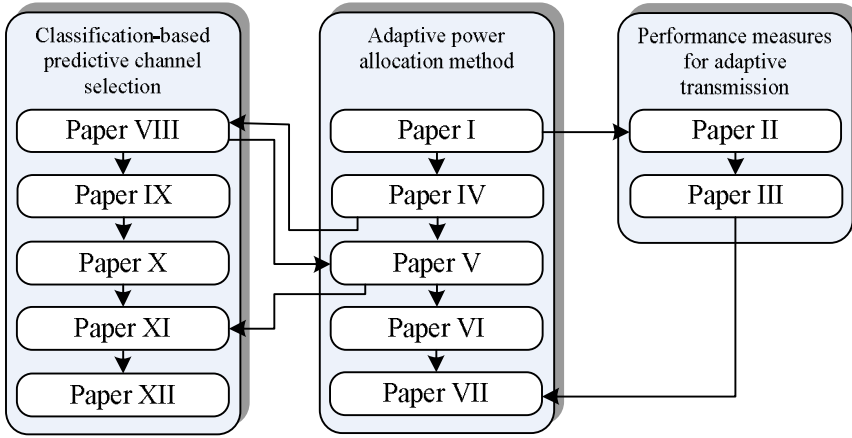 Classification-based
predictive channel
selection
Paper VIII
Paper IX
Paper X
Paper XI
Paper XII
Adaptive power
allocation method
Paper I
Paper IV
Paper V
Paper VI
Paper VII
Performance measures
for adaptive
transmission
Paper II
Paper III